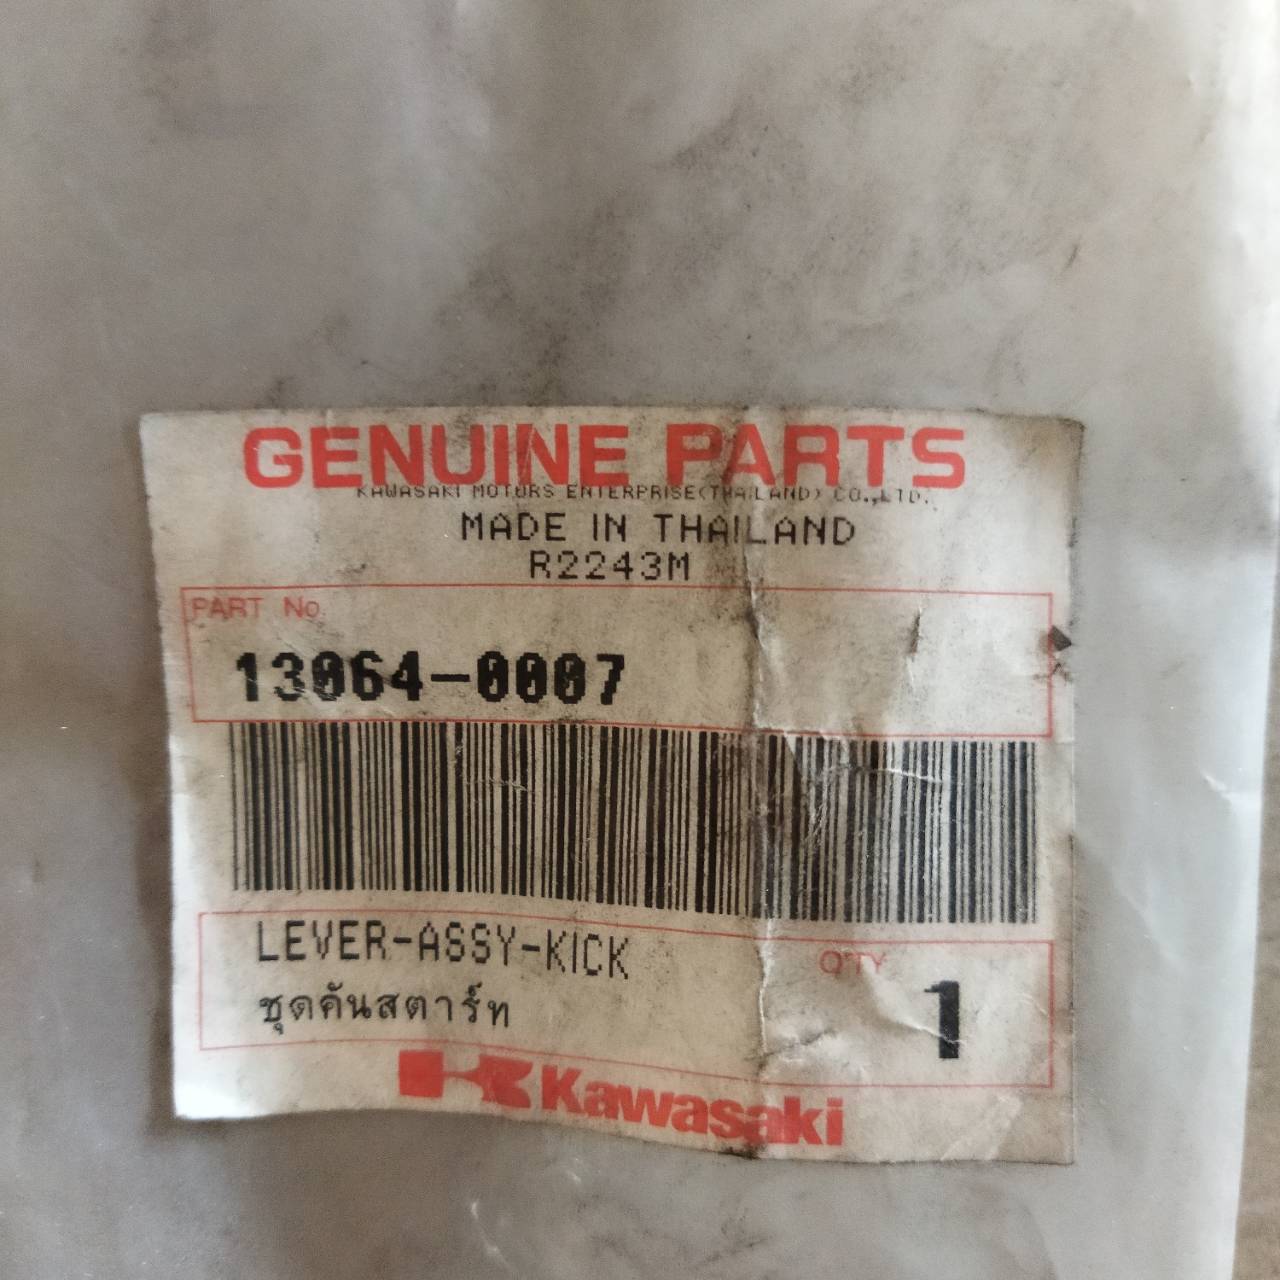 GENUINE PARTS
KAWASAKI MOTORS ENTERPRISE(THAILAND) CO.,LTD.
MADE IN THAILAND
R2243M
PART No.
13064-0007
LEVER-ASSY-KICK
Q'TY
ชุดคันสตาร์ท
1
Kawasaki